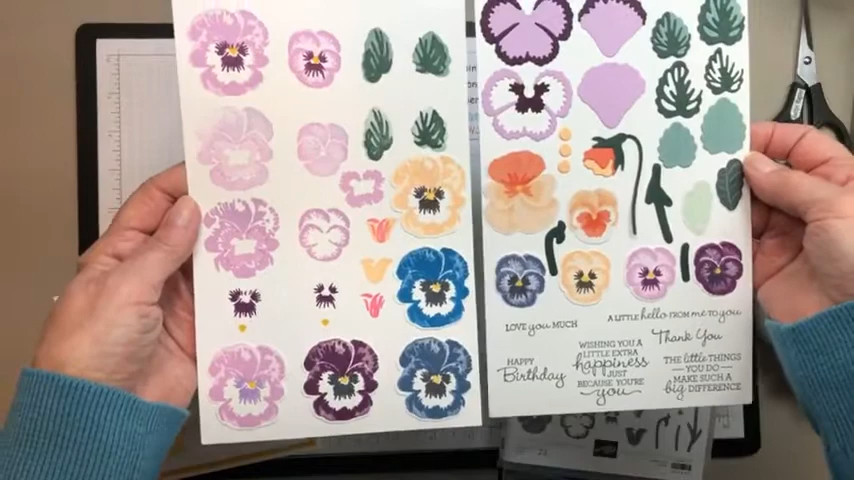 LOVE you MUCH
A LITTLE hello FROM ME TO YOU
HAPPY
Birthday
WISHING YOU A
LITTLE EXTRA
happiness
JUST
BECAUSE YOU'RE
you
Thank You
THE LITTLE THINGS
YOU DO
MAKE SUCH A
BIG DIFFERENCE